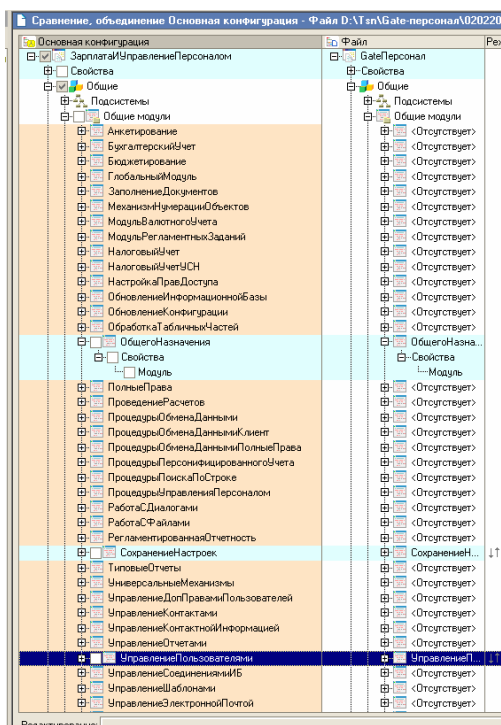 Сравнение, объединение Основная конфигурация - Файл D:\Tsn\Gate-персонал\020220
Основная конфигурация Файл Реж
ЗарплатаИУправлениеПерсоналом GateПерсонал
Свойства Свойства
Общие Общие
Подсистемы Подсистемы
Общие модули Общие модули
Анкетирование <Отсутствует>
БухгалтерскийУчет <Отсутствует>
Бюджетирование <Отсутствует>
ГлобальныйМодуль <Отсутствует>
ЗаполнениеДокументов <Отсутствует>
МеханизмНумерацииОбъектов <Отсутствует>
МодульВалютногоУчета <Отсутствует>
МодульРегламентныхЗаданий <Отсутствует>
НалоговыйУчет <Отсутствует>
НалоговыйУчетУСН <Отсутствует>
НастройкаПравДоступа <Отсутствует>
ОбновлениеИнформационнойБазы <Отсутствует>
ОбновлениеКонфигурации <Отсутствует>
ОбработкаТабличныхЧастей <Отсутствует>
ОбщегоНазначения ОбщегоНазна...
Свойства Свойства
Модуль Модуль
ПолныеПрава <Отсутствует>
ПроведениеРасчетов <Отсутствует>
ПроцедурыОбменаДанными <Отсутствует>
ПроцедурыОбменаДаннымиКлиент <Отсутствует>
ПроцедурыОбменаДаннымиПолныеПрава <Отсутствует>
ПроцедурыПерсонифицированногоУчета <Отсутствует>
ПроцедурыПоискаПоСтроке <Отсутствует>
ПроцедурыУправленияПерсоналом <Отсутствует>
РаботаСДиалогами <Отсутствует>
РаботаСФайлами <Отсутствует>
РегламентированнаяОтчетность <Отсутствует>
СохранениеНастроек СохранениеН...
ТиповыеОтчеты <Отсутствует>
УниверсальныеМеханизмы <Отсутствует>
УправлениеДопПравамиПользователей <Отсутствует>
УправлениеКонтактами <Отсутствует>
УправлениеКонтактнойИнформацией <Отсутствует>
УправлениеОтчетами <Отсутствует>
УправлениеПользователями УправлениеП...
УправлениеСоединениямиИБ <Отсутствует>
УправлениеШаблонами <Отсутствует>
УправлениеЭлектроннойПочтой <Отсутствует>